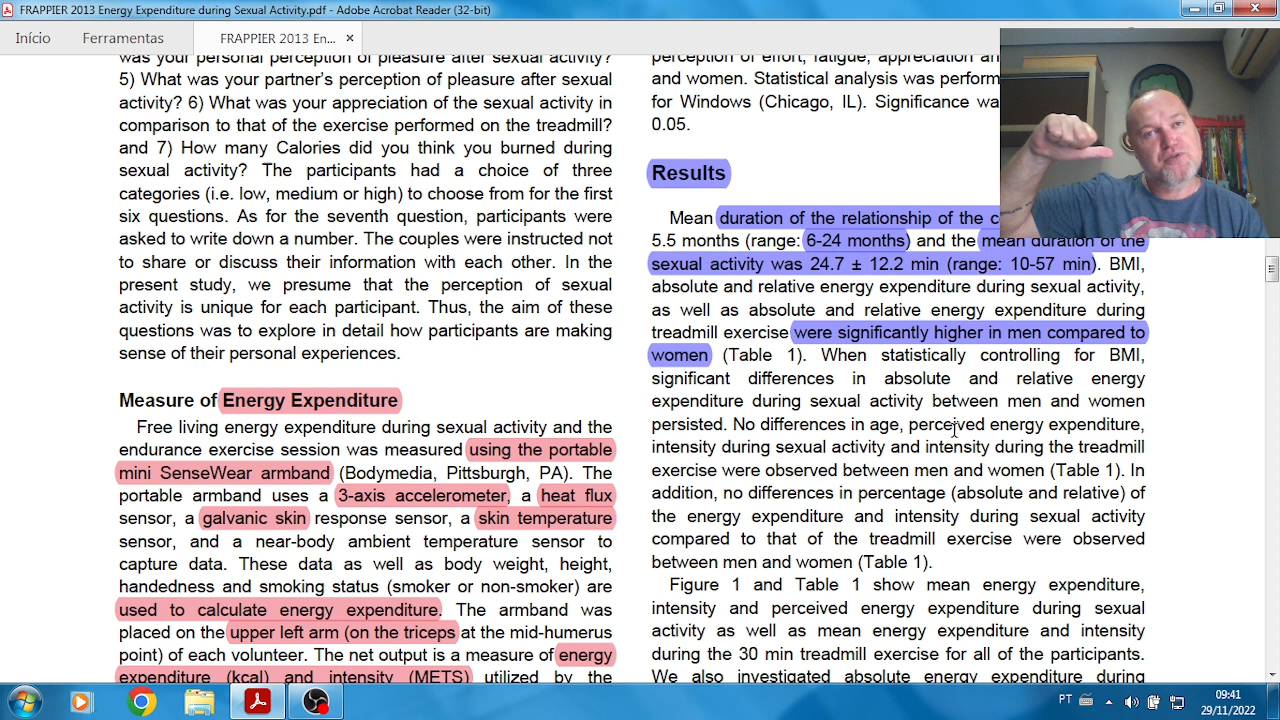 FRAPPIER 2013 Energy Expenditure during Sexual Activity.pdf - Adobe Acrobat Reader (32-bit)
Início
Ferramentas
FRAPPIER 2013 En...
was your personal perception of pleasure after sexual activity?
5) What was your partner's perception of pleasure after sexual
activity? 6) What was your appreciation of the sexual activity in
comparison to that of the exercise performed on the treadmill?
and 7) How many Calories did you think you burned during
sexual activity? The participants had a choice of three
categories (i.e. low, medium or high) to choose from for the first
six questions. As for the seventh question, participants were
asked to write down a number. The couples were instructed not
to share or discuss their information with each other. In the
present study, we presume that the perception of sexual
activity is unique for each participant. Thus, the aim of these
questions was to explore in detail how participants are making
sense of their personal experiences.
Measure of Energy Expenditure
Free living energy expenditure during sexual activity and the
endurance exercise session was measured using the portable
mini SenseWear armband (Bodymedia, Pittsburgh, PA). The
portable armband uses a 3-axis accelerometer, a heat flux
sensor, a galvanic skin response sensor, a skin temperature
sensor, and a near-body ambient temperature sensor to
capture data. These data as well as body weight, height,
handedness and smoking status (smoker or non-smoker) are
used to calculate energy expenditure. The armband was
placed on the upper left arm (on the triceps at the mid-humerus
point) of each volunteer. The net output is a measure of energy
expenditure (kcal) and intensity (METS) utilized by the
perception of effort, fatigue, appreciation an
and women. Statistical analysis was perform
for Windows (Chicago, IL). Significance wa
0.05.
Results
Mean duration of the relationship of the c
5.5 months (range: 6-24 months) and the mean duration of the
sexual activity was 24.7 ± 12.2 min (range: 10-57 min). BMI,
absolute and relative energy expenditure during sexual activity,
as well as absolute and relative energy expenditure during
treadmill exercise were significantly higher in men compared to
women (Table 1). When statistically controlling for BMI,
significant differences in absolute and relative energy
expenditure during sexual activity between men and women
persisted. No differences in age, perceived energy expenditure,
intensity during sexual activity and intensity during the treadmill
exercise were observed between men and women (Table 1). In
addition, no differences in percentage (absolute and relative) of
the energy expenditure and intensity during sexual activity
compared to that of the treadmill exercise were observed
between men and women (Table 1).
Figure 1 and Table 1 show mean energy expenditure,
intensity and perceived energy expenditure during sexual
activity as well as mean energy expenditure and intensity
during the 30 min treadmill exercise for all of the participants.
We also investigated absolute energy expenditure during
PT
09:41
29/11/2022